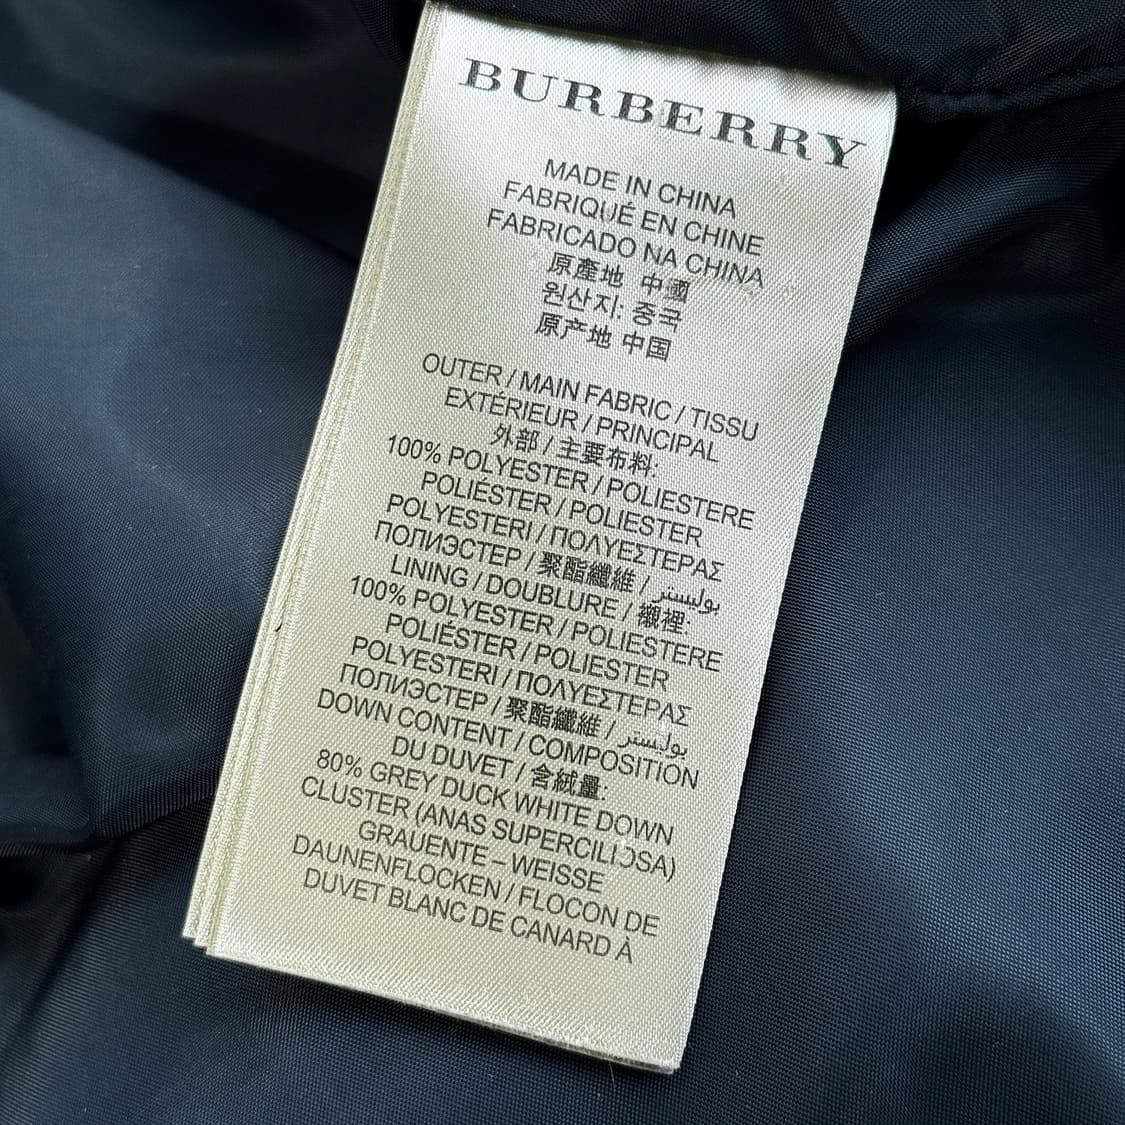 BURBERRY
MADE IN CHINA
FABRIQUÉ EN CHINE
FABRICADO NA CHINA
原產地 中國
원산지: 중국
原产地 中国
OUTER / MAIN FABRIC / TISSU
EXTÉRIEUR / PRINCIPAL
外部 / 主要布料:
100% POLYESTER / POLIESTERE
POLIÉSTER / POLIESTER
POLYESTERI / ΠΟΛΥΕΣΤΕΡΑΣ
ПОЛИЭСТЕР / 聚酯纖維 / بوليستر
LINING / DOUBLURE / 襯裡:
100% POLYESTER / POLIESTERE
POLIÉSTER / POLIESTER
POLYESTERI / ΠΟΛΥΕΣΤΕΡΑΣ
ПОЛИЭСТЕР / 聚酯纖維 / بوليستر
DOWN CONTENT / COMPOSITION
DU DUVET / 含絨量:
80% GREY DUCK WHITE DOWN
CLUSTER (ANAS SUPERCILIOSA)
GRAUENTE – WEISSE
DAUNENFLOCKEN / FLOCON DE
DUVET BLANC DE CANARD À